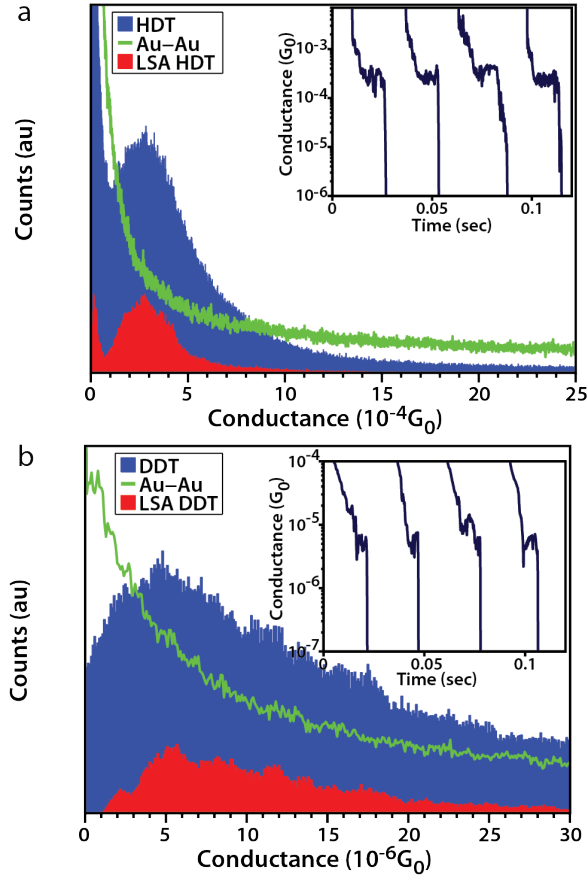 a
HDT
Au–Au
LSA HDT
Counts (au)
Conductance (G0)
10-3
10-4
10-5
10-6
0 0.05 0.1
Time (sec)
0 5 10 15 20 25
Conductance (10-4G0)
b
DDT
Au–Au
LSA DDT
Counts (au)
Conductance (G0)
10-4
10-5
10-6
10-7
0 0.05 0.1
Time (sec)
0 5 10 15 20 25 30
Conductance (10-6G0)